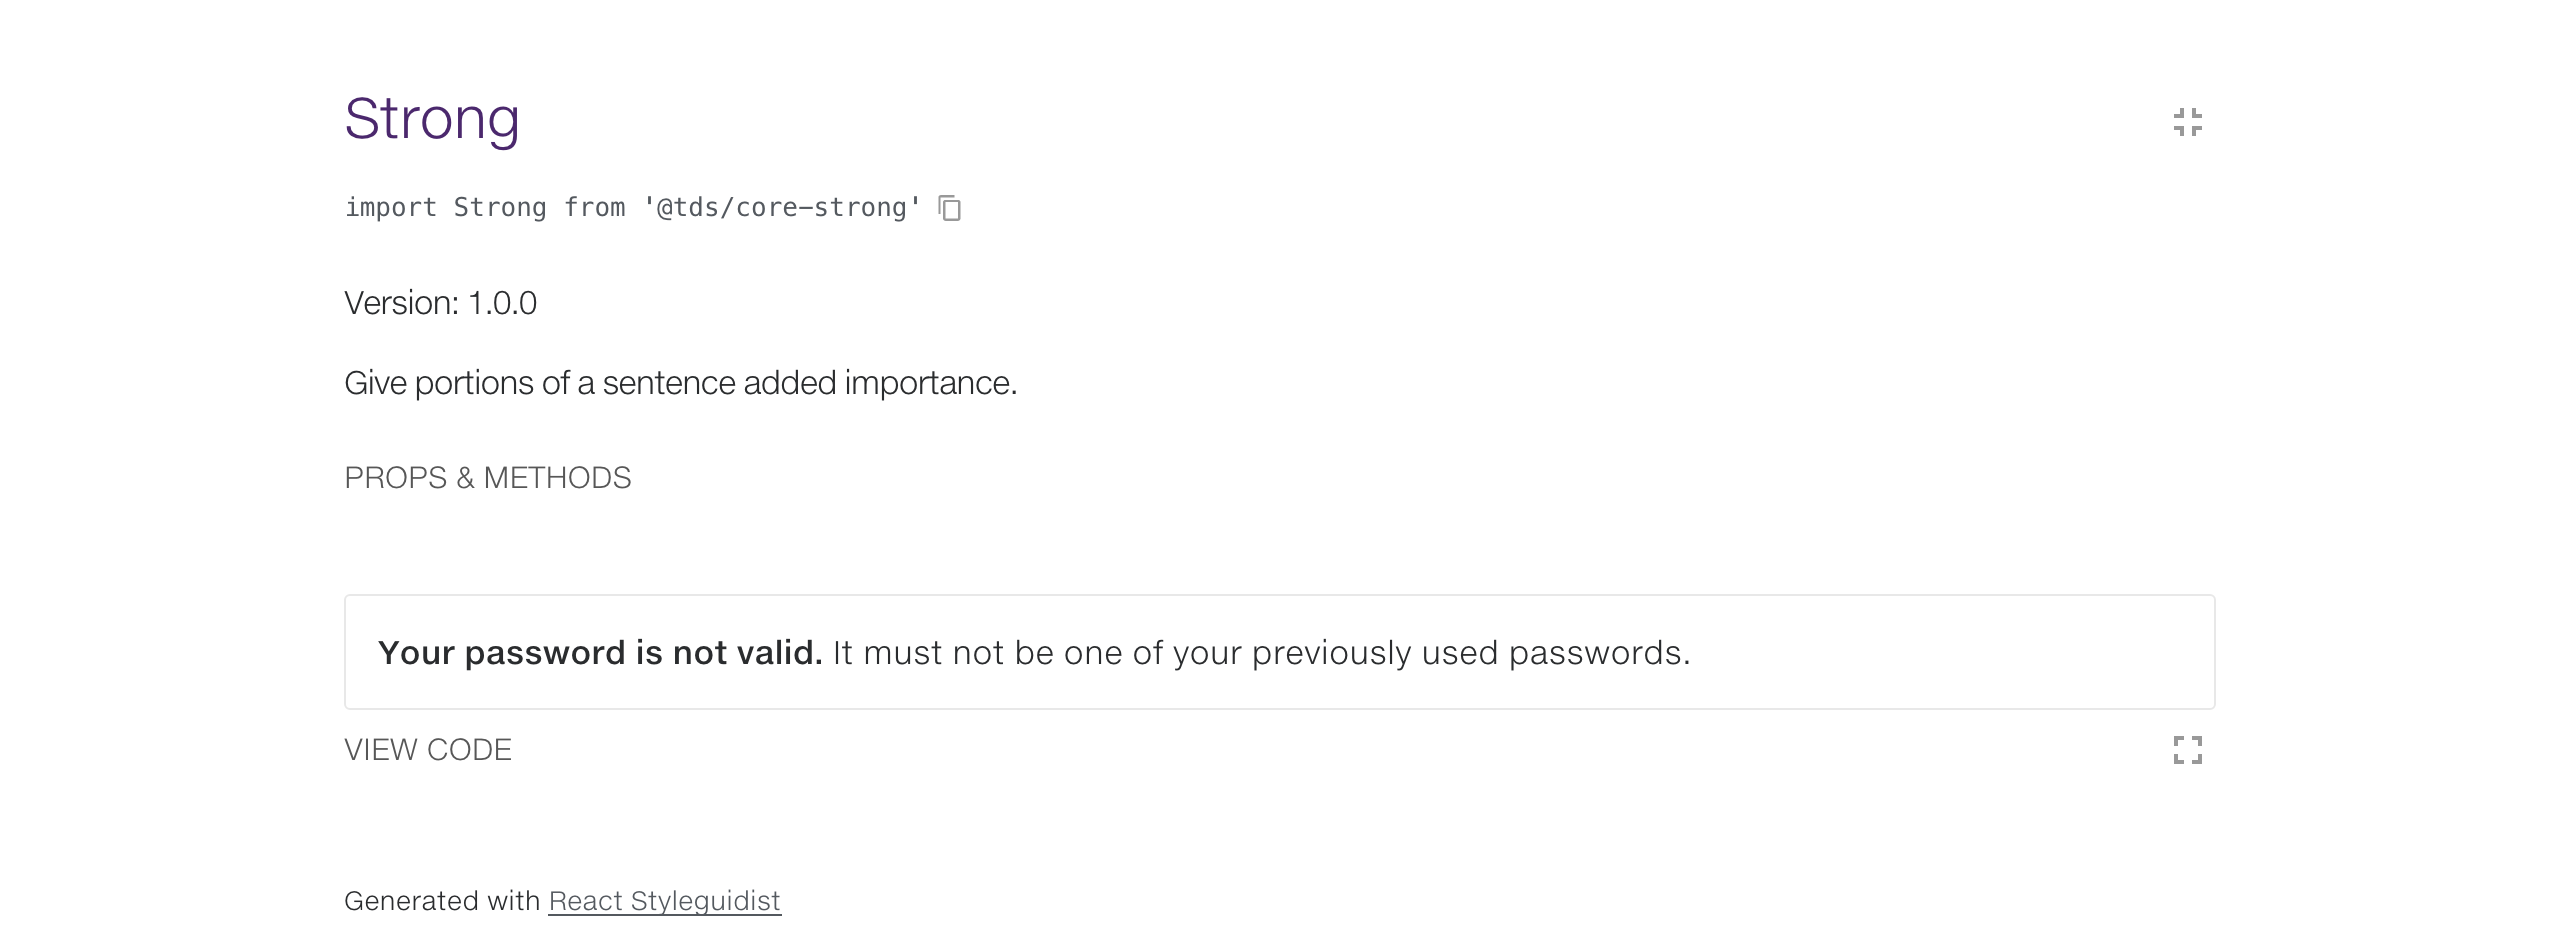 Strong
import Strong from '@tds/core-strong'
Version: 1.0.0
Give portions of a sentence added importance.
PROPS & METHODS
Your password is not valid. It must not be one of your previously used passwords.
VIEW CODE
Generated with React Styleguidist